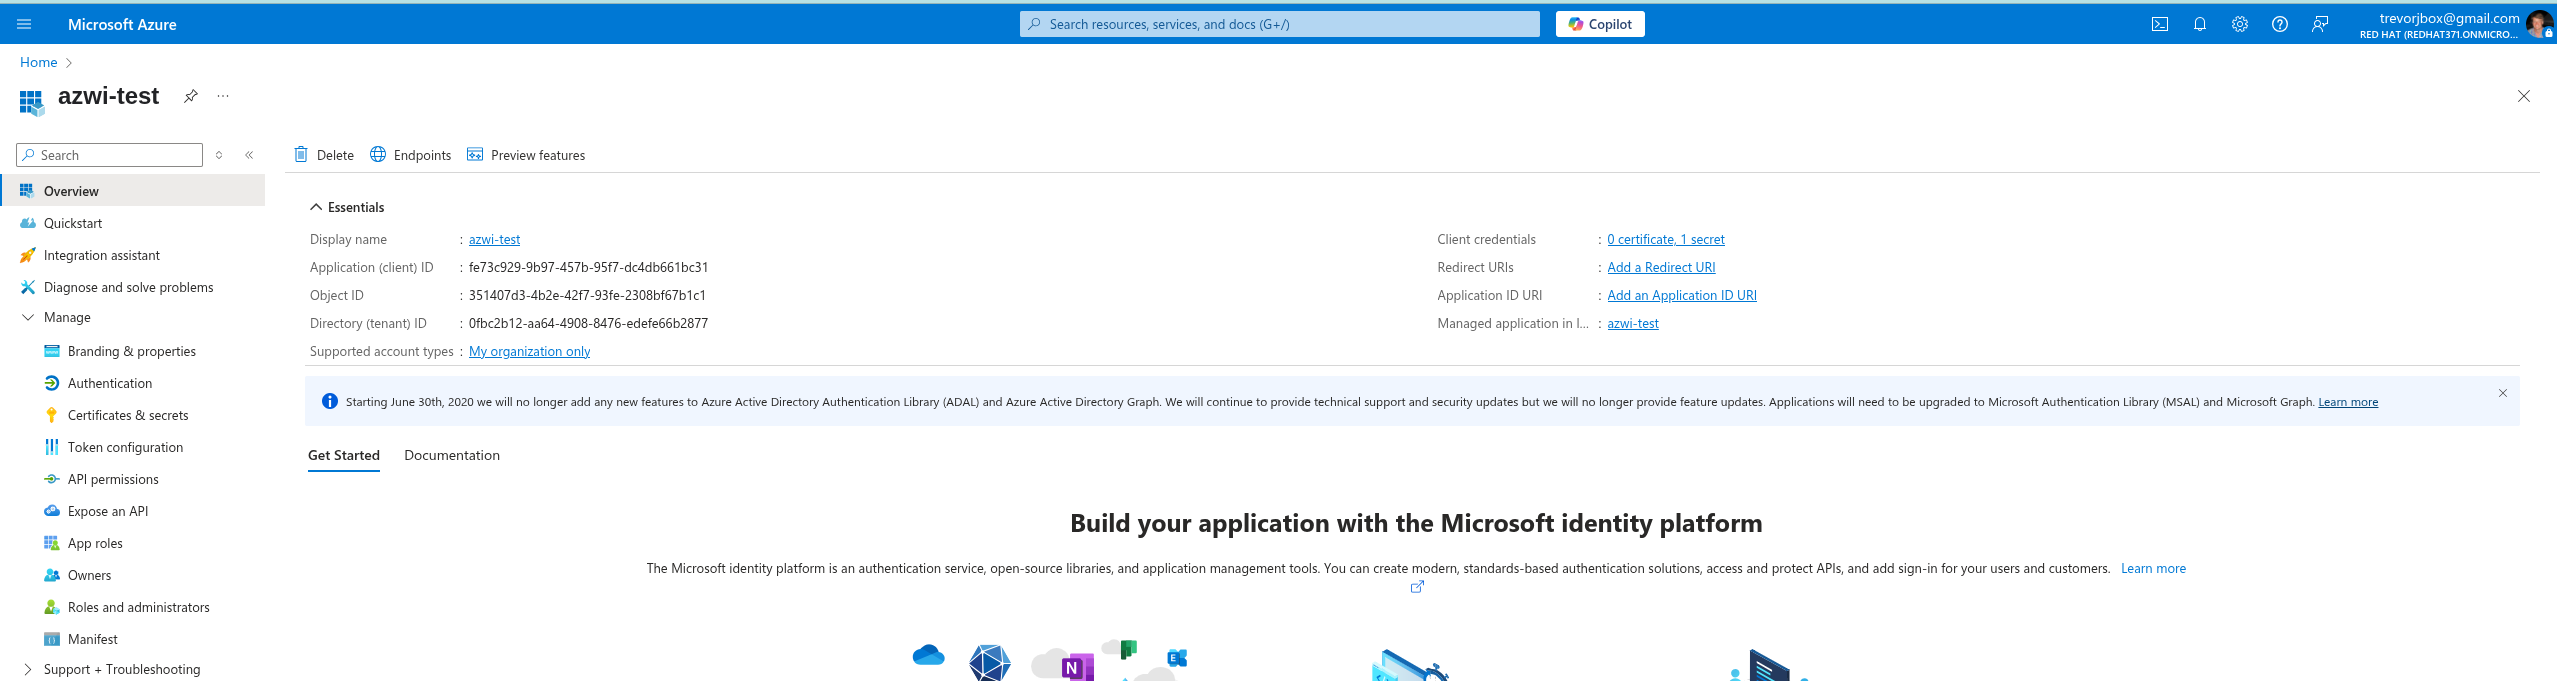 Microsoft Azure
Search resources, services, and docs (G+/)
Copilot
trevorjbox@gmail.com
RED HAT (REDHAT371.ONMICRO...
Home
azwi-test
Search
Delete
Endpoints
Preview features
Overview
Quickstart
Integration assistant
Diagnose and solve problems
Manage
Branding & properties
Authentication
Certificates & secrets
Token configuration
API permissions
Expose an API
App roles
Owners
Roles and administrators
Manifest
Support + Troubleshooting
Essentials
Display name : azwi-test
Application (client) ID : fe73c929-9b97-457b-95f7-dc4db661bc31
Object ID : 351407d3-4b2e-42f7-93fe-2308bf67b1c1
Directory (tenant) ID : 0fbc2b12-aa64-4908-8476-edefe66b2877
Supported account types : My organization only
Client credentials : 0 certificate, 1 secret
Redirect URIs : Add a Redirect URI
Application ID URI : Add an Application ID URI
Managed application in l... : azwi-test
Starting June 30th, 2020 we will no longer add any new features to Azure Active Directory Authentication Library (ADAL) and Azure Active Directory Graph. We will continue to provide technical support and security updates but we will no longer provide feature updates. Applications will need to be upgraded to Microsoft Authentication Library (MSAL) and Microsoft Graph. Learn more
Get Started
Documentation
Build your application with the Microsoft identity platform
The Microsoft identity platform is an authentication service, open-source libraries, and application management tools. You can create modern, standards-based authentication solutions, access and protect APIs, and add sign-in for your users and customers. Learn more
N
E